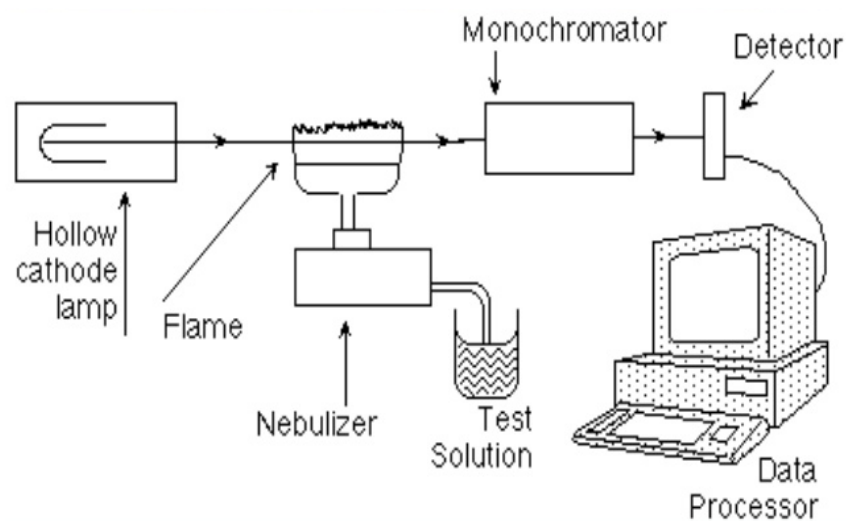 Monochromator
Detector
Hollow
cathode
lamp
Flame
Nebulizer
Test
Solution
Data
Processor